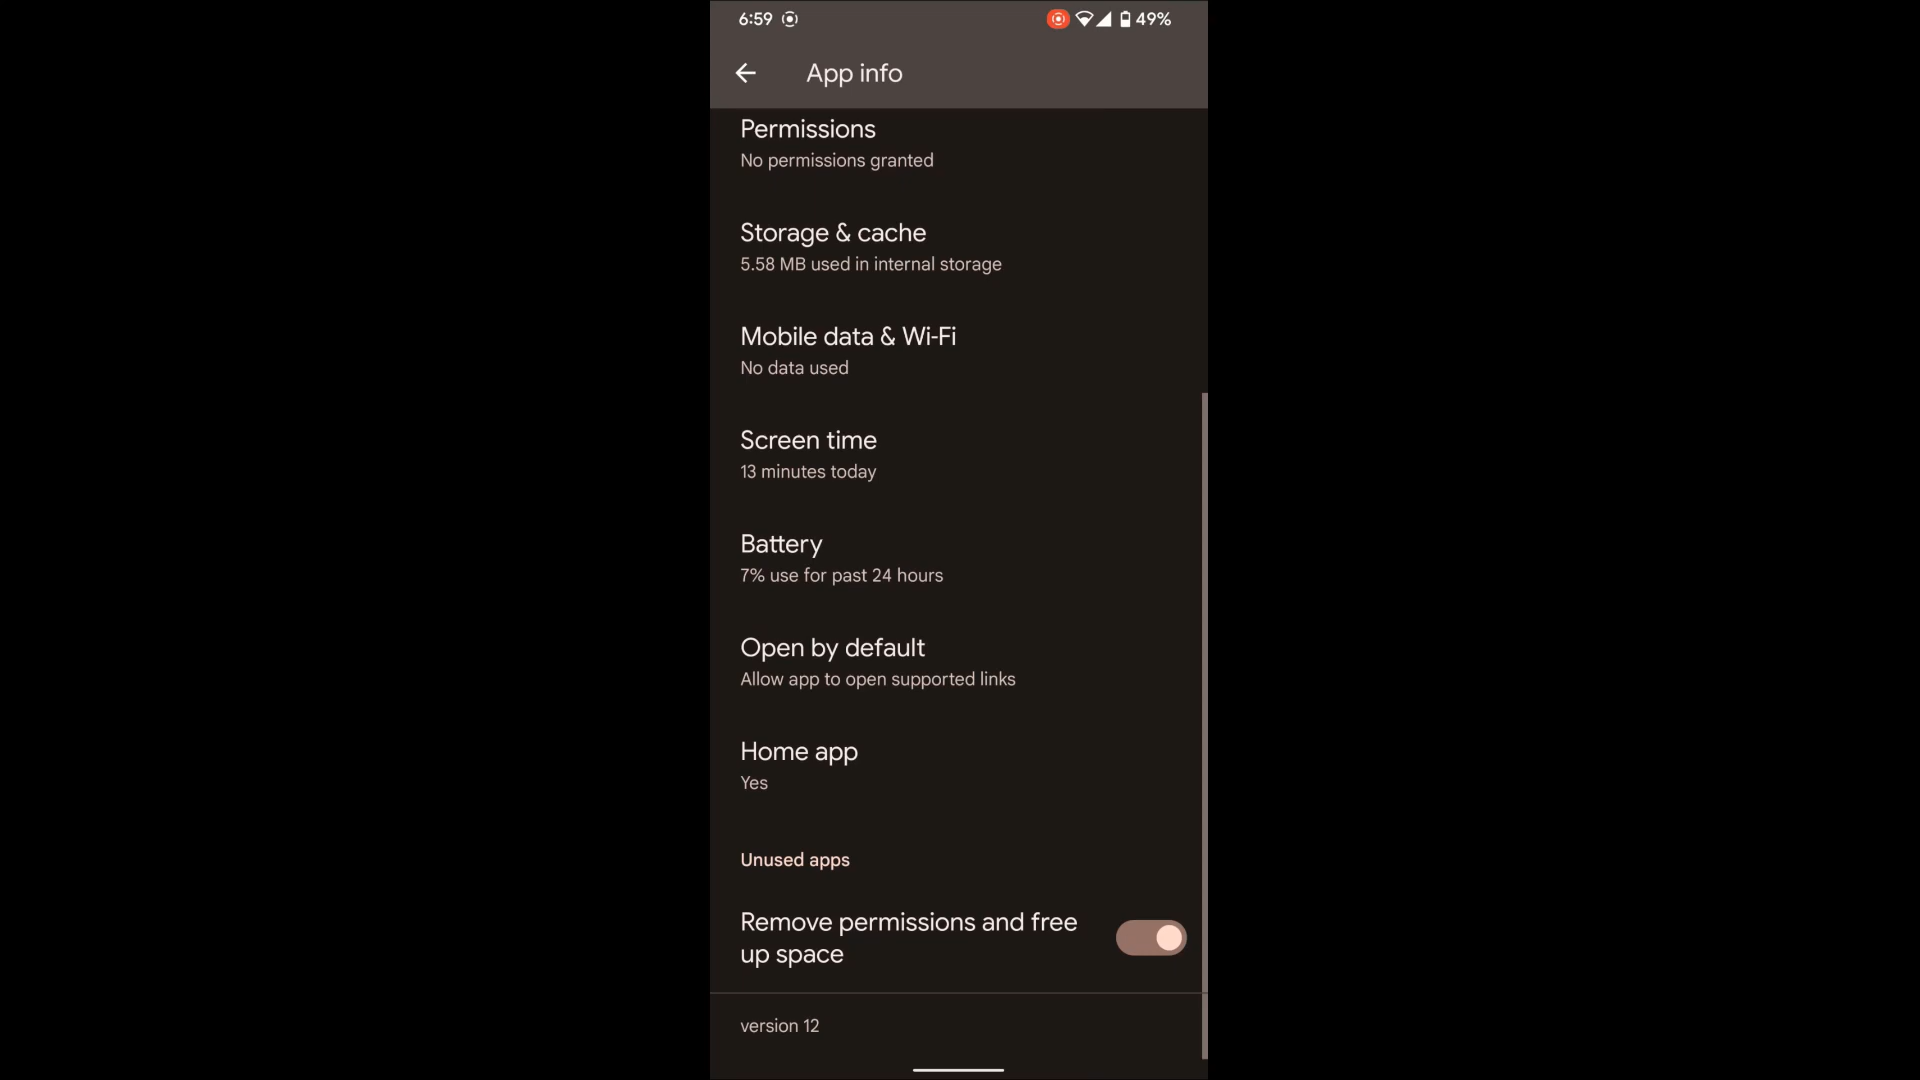 6:59 49%
App info
Permissions
No permissions granted
Storage & cache
5.58 MB used in internal storage
Mobile data & Wi-Fi
No data used
Screen time
13 minutes today
Battery
7% use for past 24 hours
Open by default
Allow app to open supported links
Home app
Yes
Unused apps
Remove permissions and free
up space
version 12